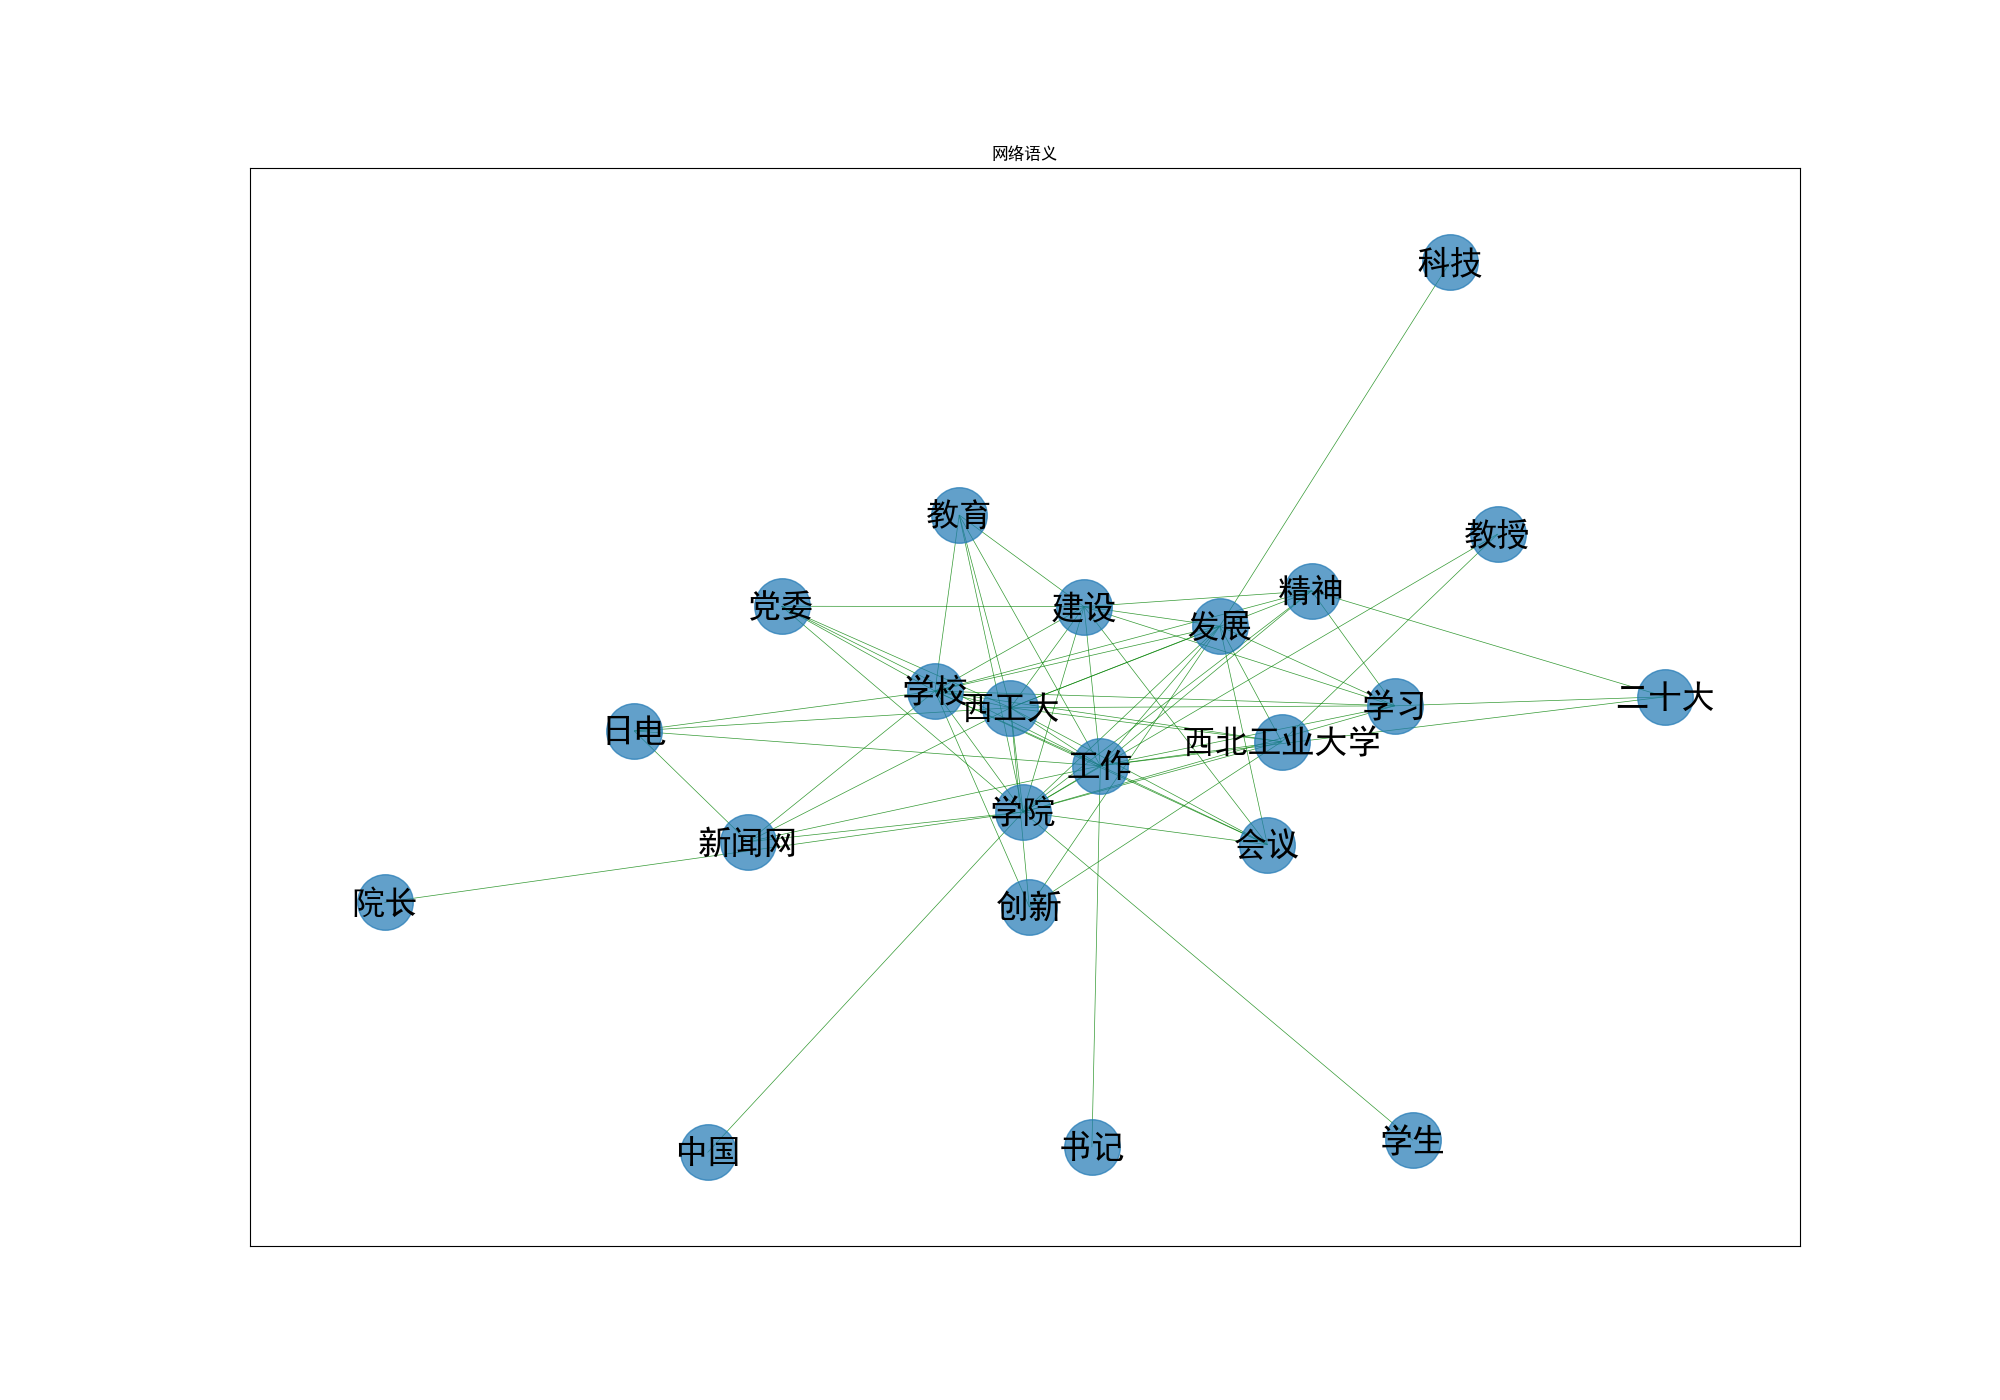 网络语义
科技
教育
教授
精神
党委
建设
发展
学校
西工大
学习
二十大
日电
西北工业大学
工作
学院
新闻网
会议
院长
创新
中国
书记
学生